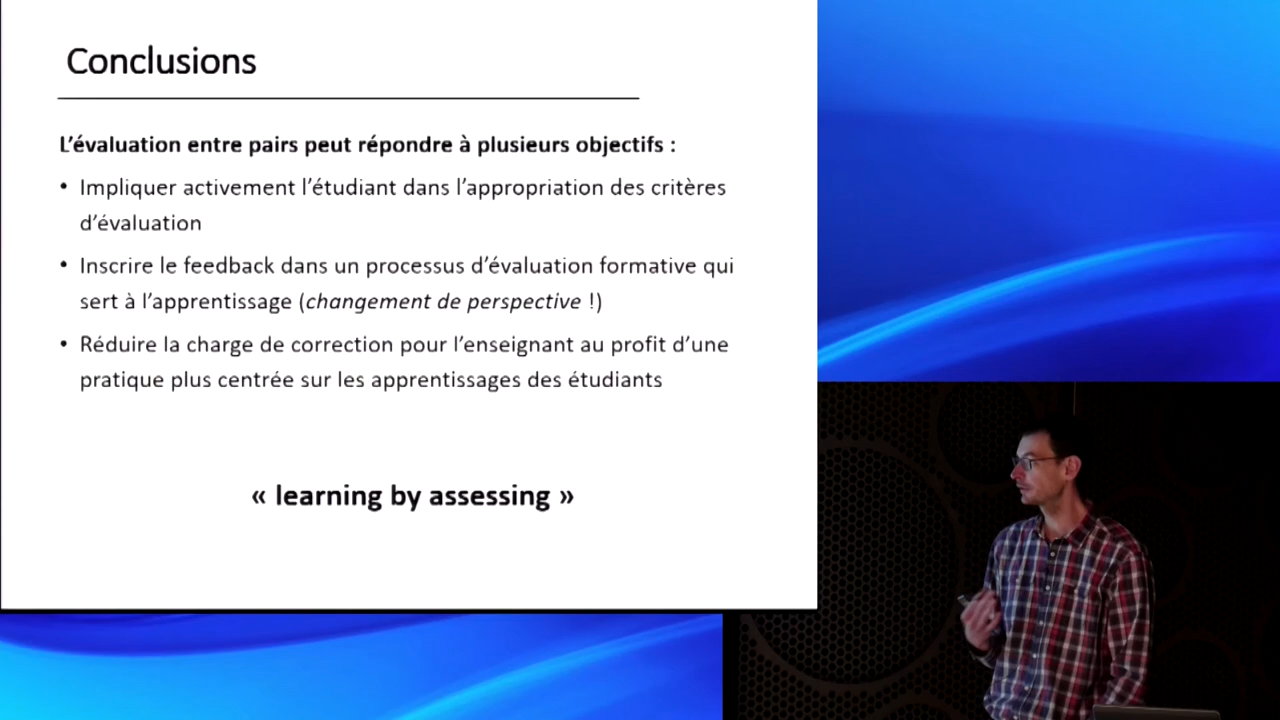 Conclusions
L’évaluation entre pairs peut répondre à plusieurs objectifs :
• Impliquer activement l’étudiant dans l’appropriation des critères
d’évaluation
• Inscrire le feedback dans un processus d’évaluation formative qui
sert à l’apprentissage (changement de perspective !)
• Réduire la charge de correction pour l’enseignant au profit d’une
pratique plus centrée sur les apprentissages des étudiants
« learning by assessing »